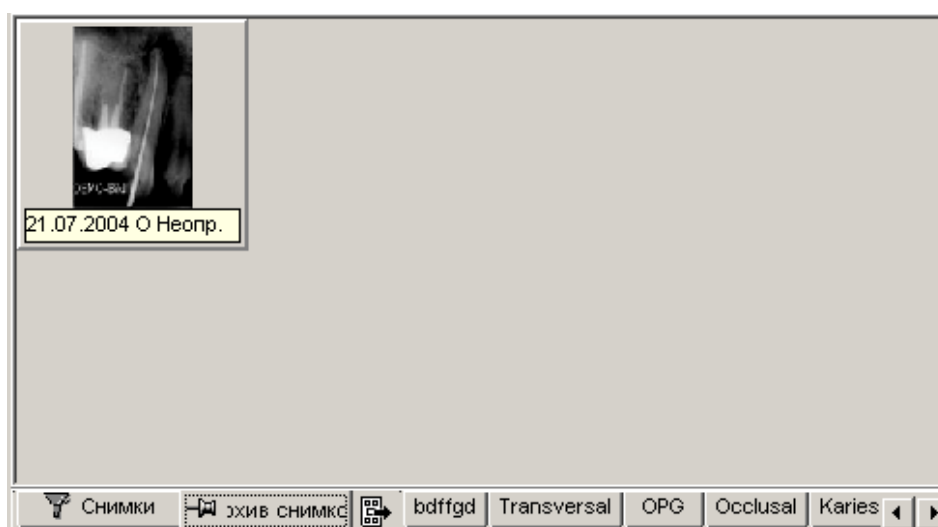 21.07.2004 О Неопр.
Снимки
bdffgd
Transversal
OPG
Occlusal
Karies